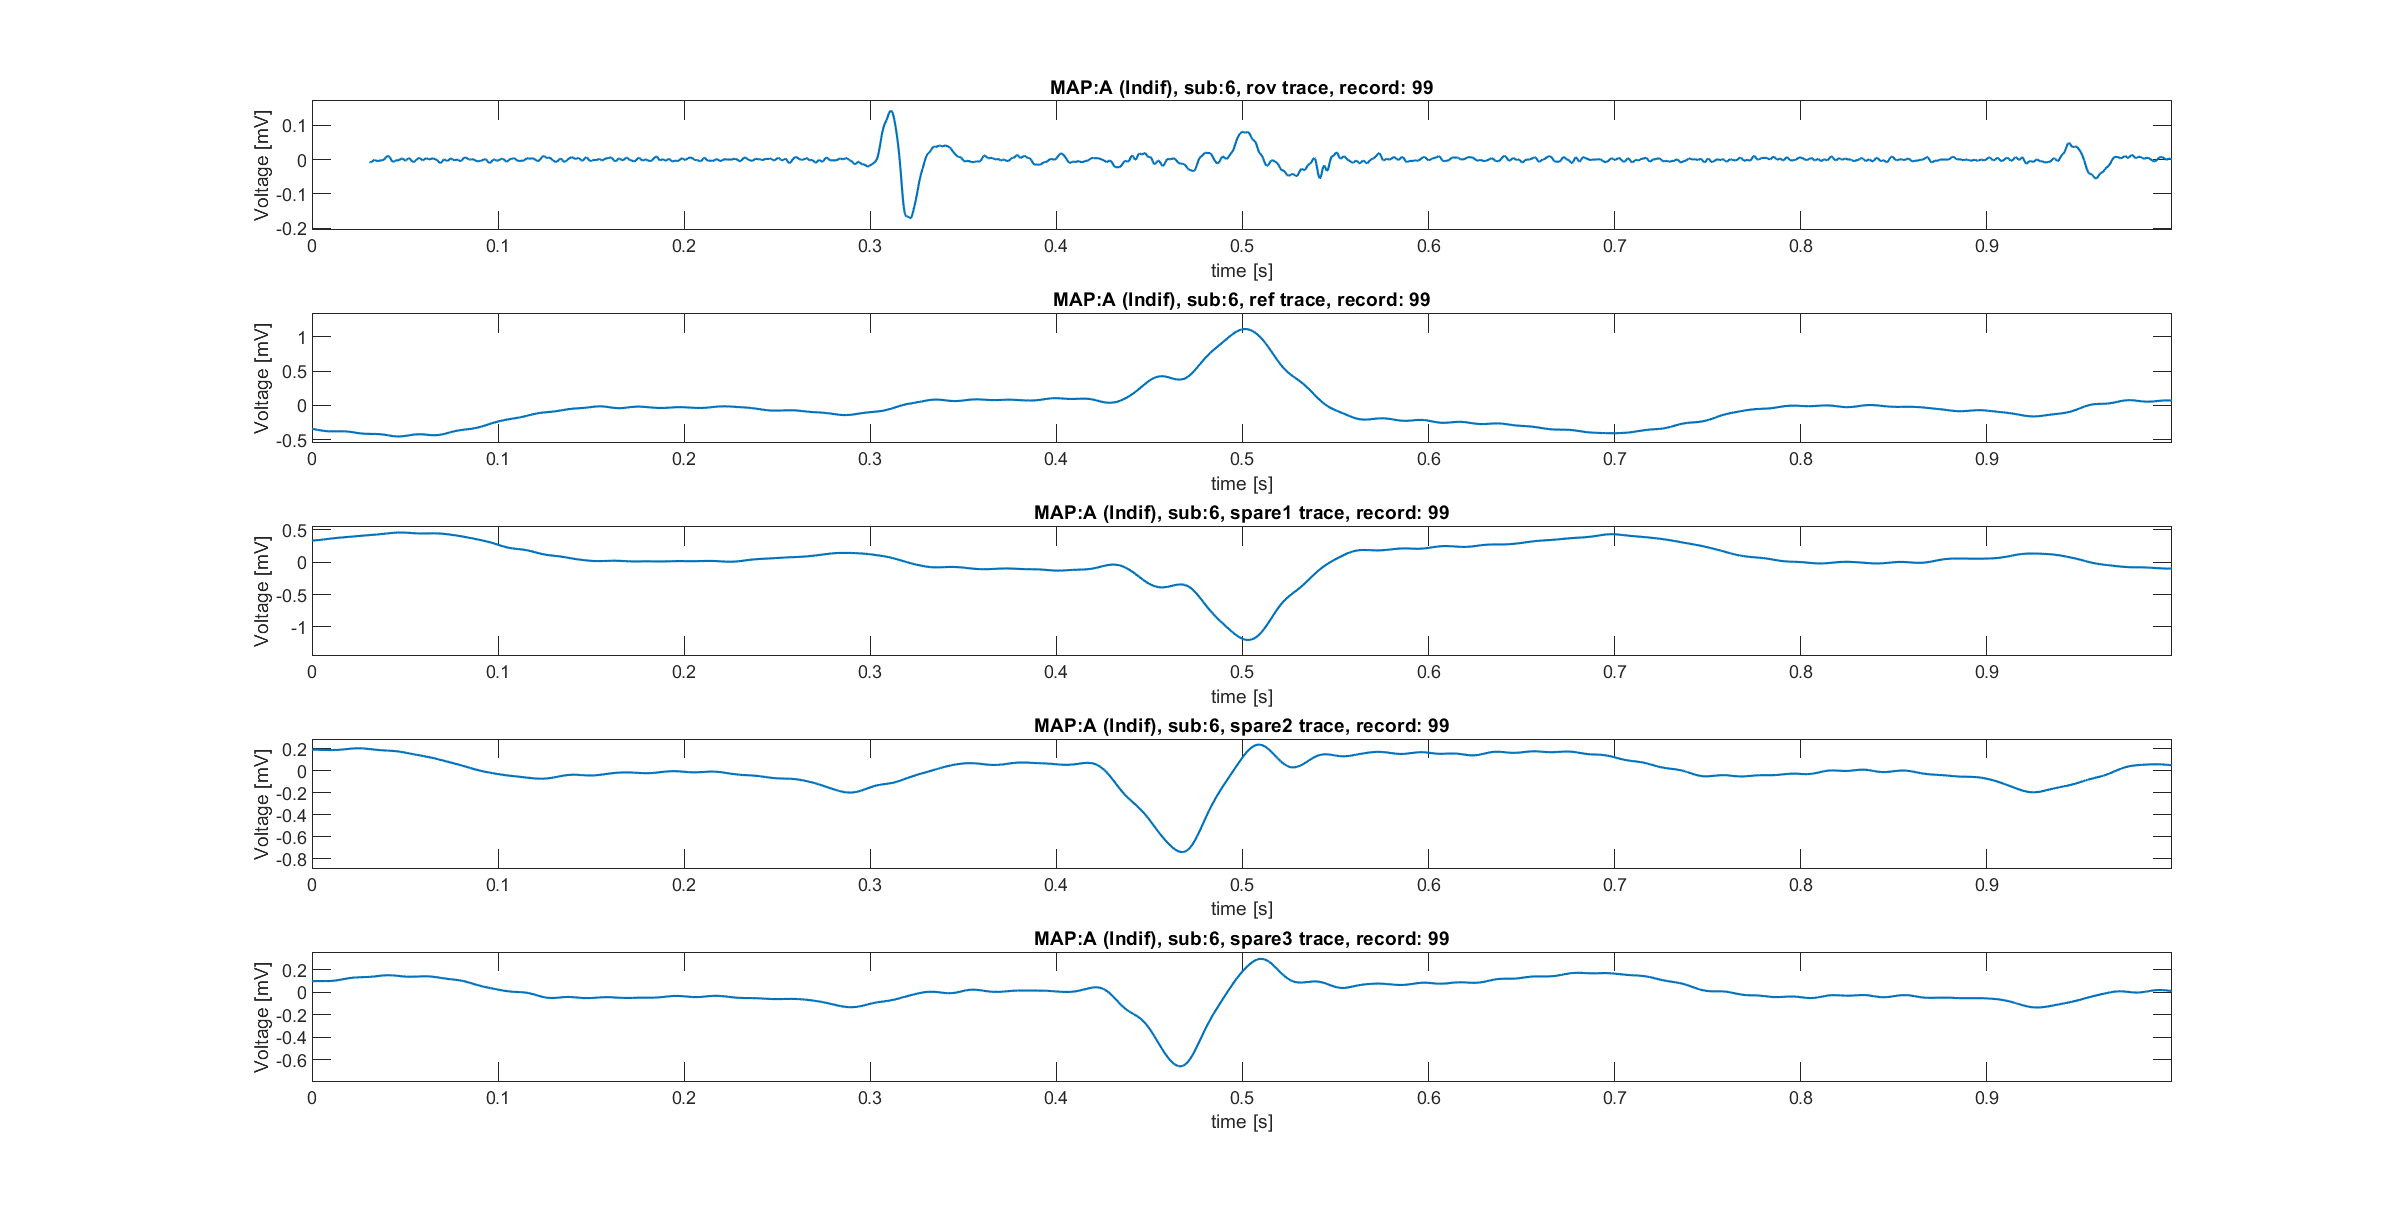 MAP:A (Indif), sub:6, rov trace, record: 99
Voltage [mV]
0.1
0
-0.1
-0.2
0 0.1 0.2 0.3 0.4 0.5 0.6 0.7 0.8 0.9
time [s]
MAP:A (Indif), sub:6, ref trace, record: 99
Voltage [mV]
1
0.5
0
-0.5
0 0.1 0.2 0.3 0.4 0.5 0.6 0.7 0.8 0.9
time [s]
MAP:A (Indif), sub:6, spare1 trace, record: 99
Voltage [mV]
0.5
0
-0.5
-1
0 0.1 0.2 0.3 0.4 0.5 0.6 0.7 0.8 0.9
time [s]
MAP:A (Indif), sub:6, spare2 trace, record: 99
Voltage [mV]
0.2
0
-0.2
-0.4
-0.6
-0.8
0 0.1 0.2 0.3 0.4 0.5 0.6 0.7 0.8 0.9
time [s]
MAP:A (Indif), sub:6, spare3 trace, record: 99
Voltage [mV]
0.2
0
-0.2
-0.4
-0.6
0 0.1 0.2 0.3 0.4 0.5 0.6 0.7 0.8 0.9
time [s]